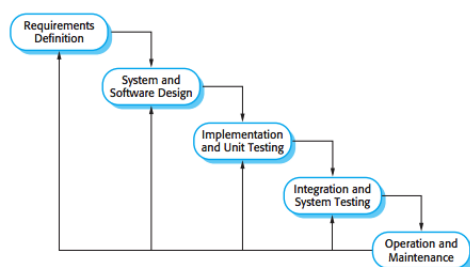 Requirements
Definition
System and
Software Design
Implementation
and Unit Testing
Integration and
System Testing
Operation and
Maintenance